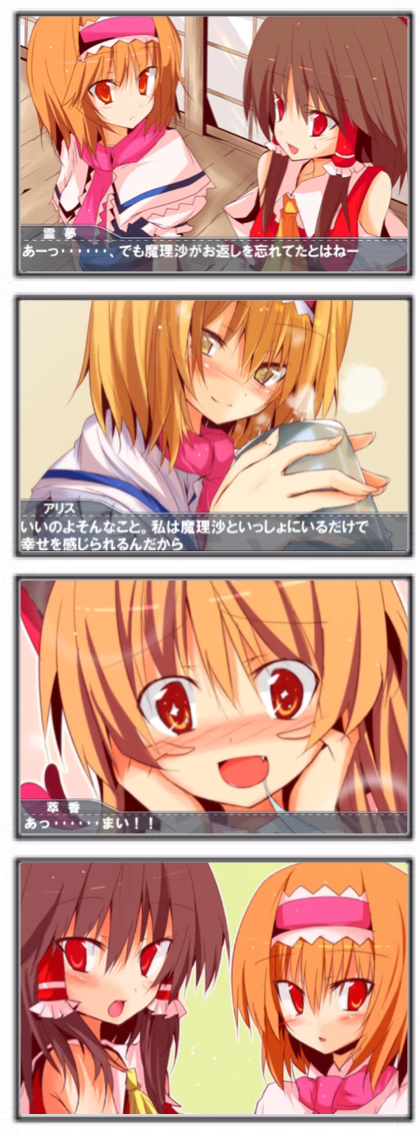 霊夢
あーっ・・・・・・、でも魔理沙がお返しを忘れてたとはねー
アリス
いいのよそんなこと。私は魔理沙といっしょにいるだけで
幸せを感じられるんだから
萃香
あっ・・・・・・まい！！